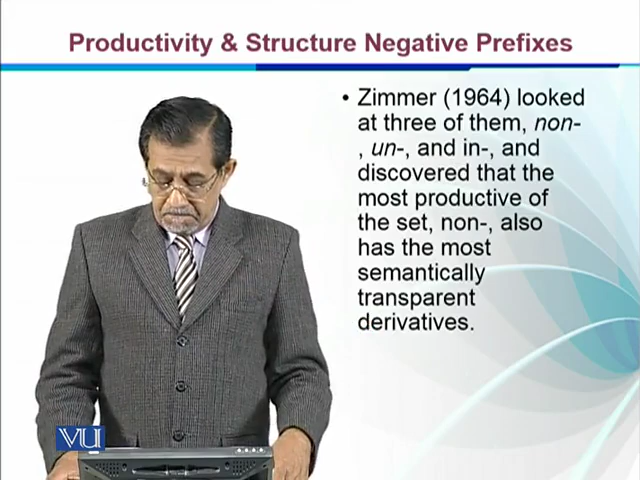 Productivity & Structure Negative Prefixes
• Zimmer (1964) looked
at three of them, non-
, un-, and in-, and
discovered that the
most productive of
the set, non-, also
has the most
semantically
transparent
derivatives.
VU